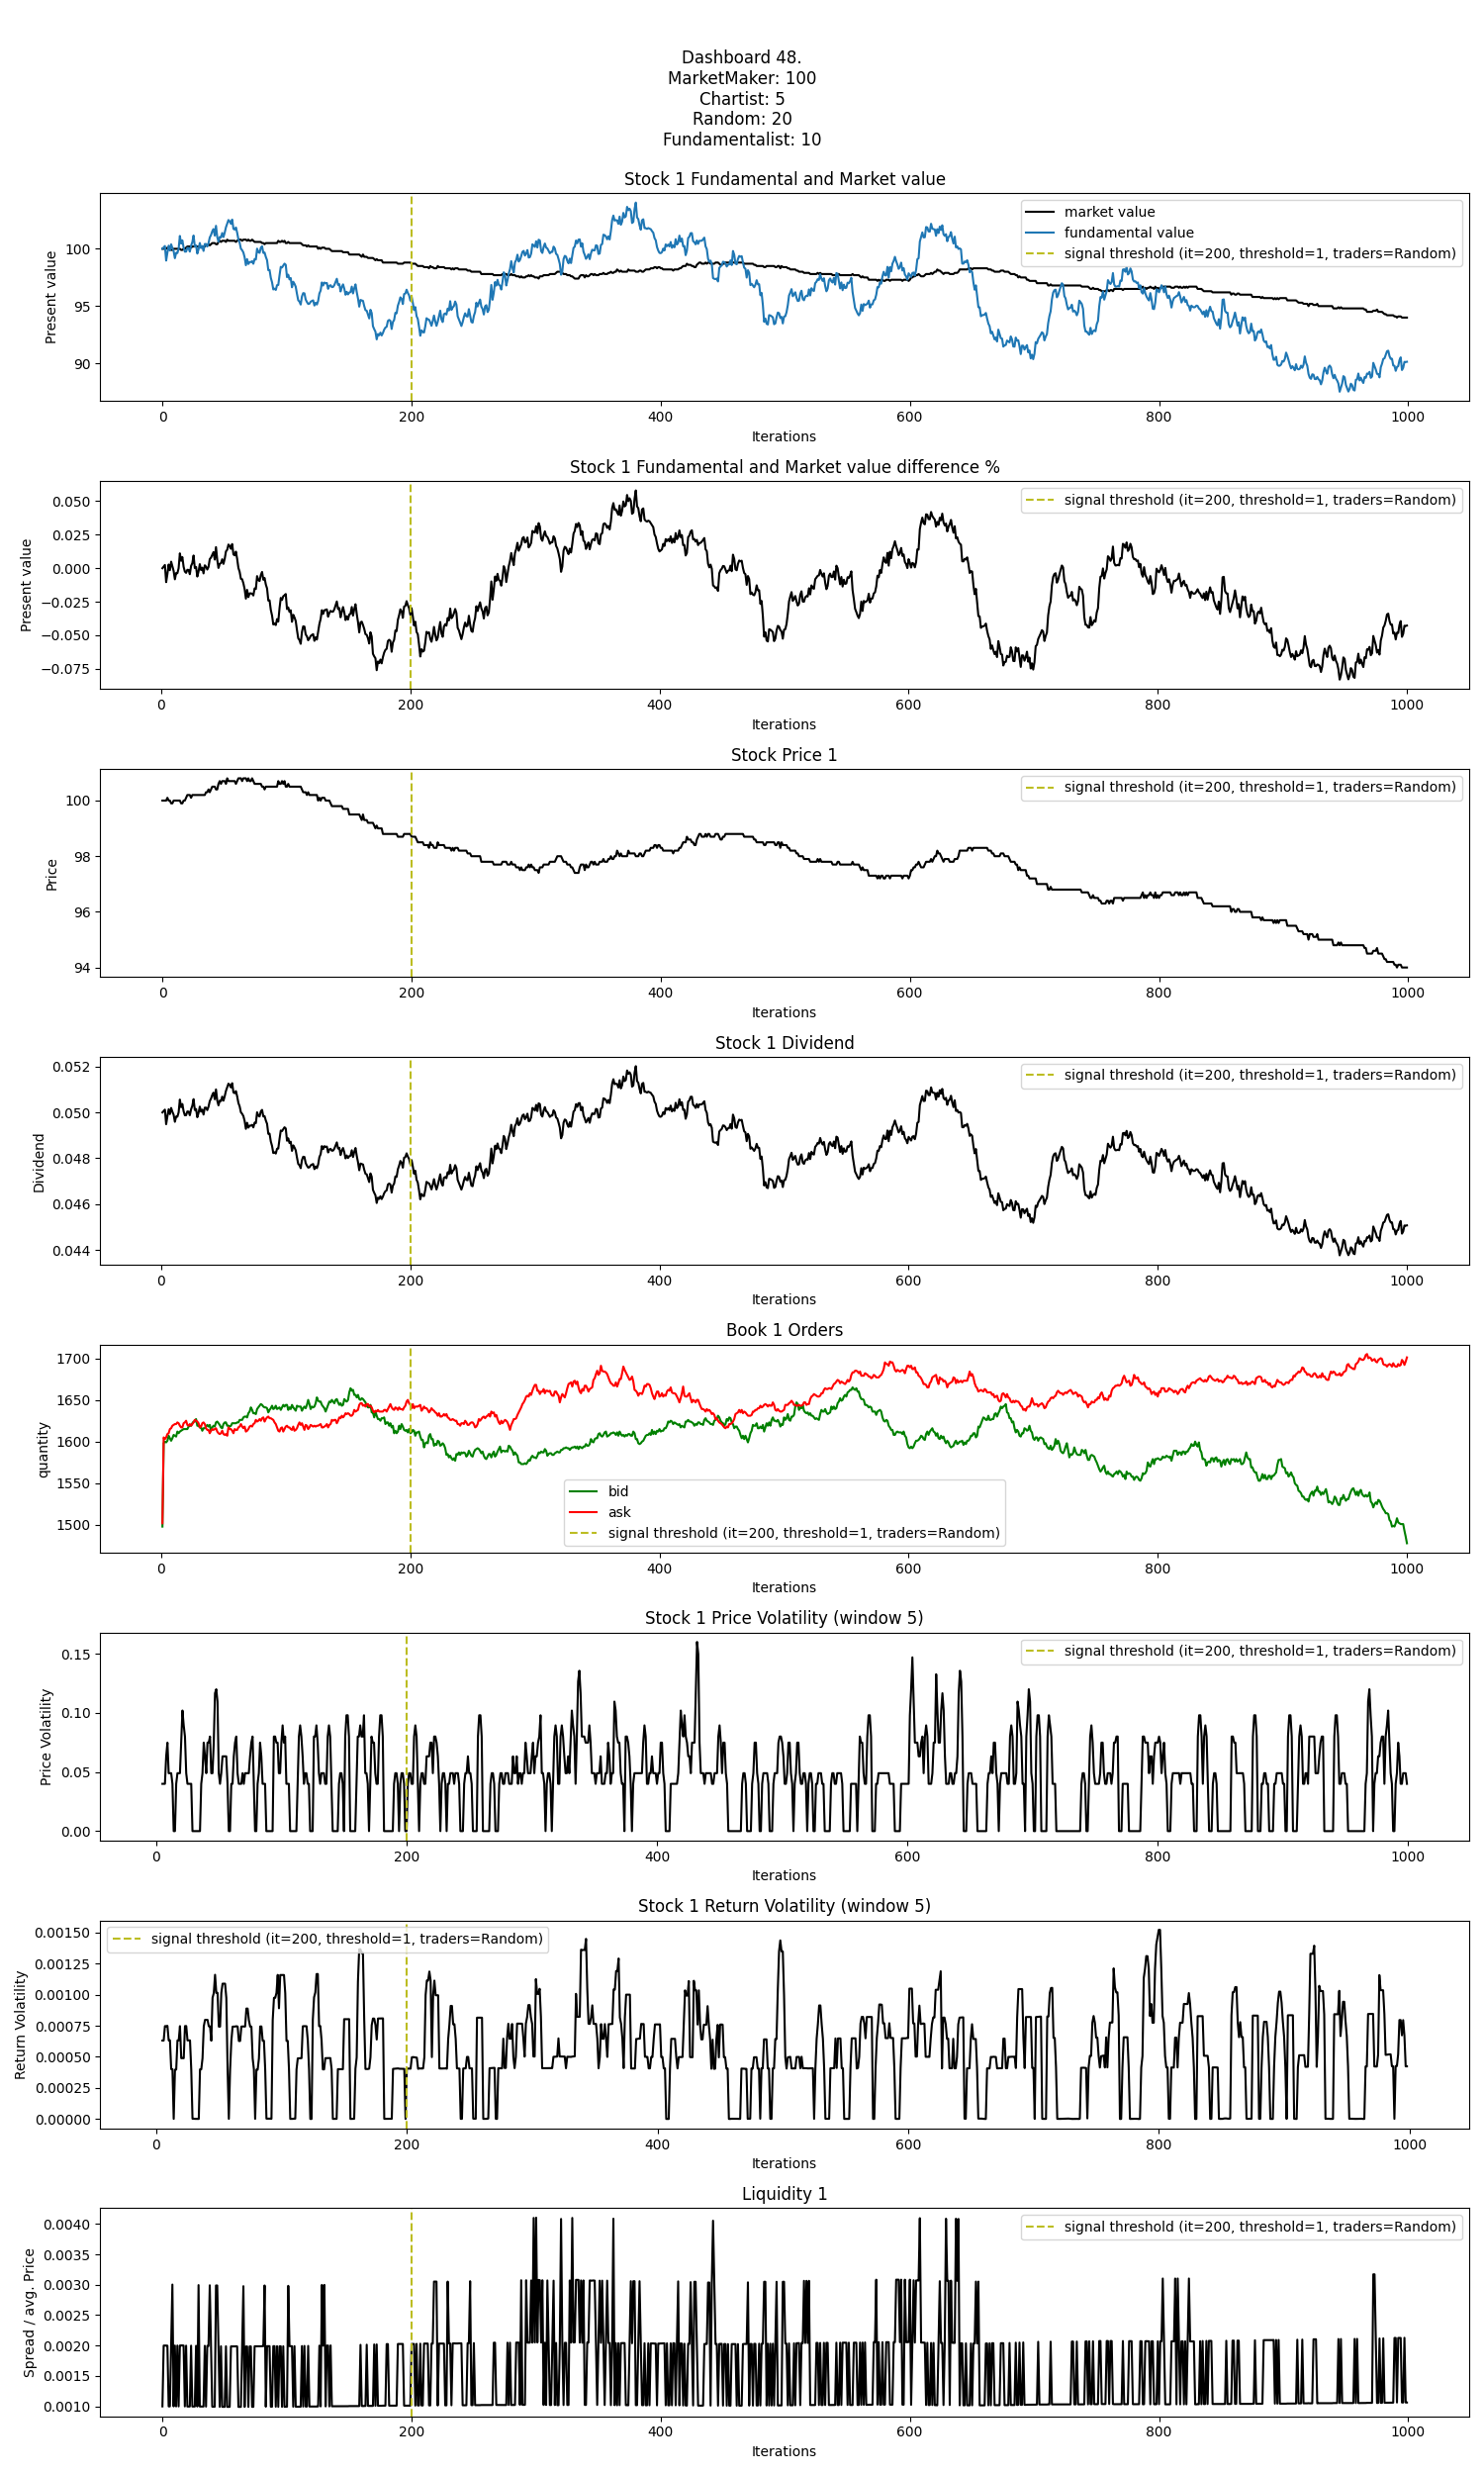 Dashboard 48.
MarketMaker: 100
Chartist: 5
Random: 20
Fundamentalist: 10
Stock 1 Fundamental and Market value
market value
fundamental value
signal threshold (it=200, threshold=1, traders=Random)
Present value
100
95
90
0 200 400 600 800 1000
Iterations
Stock 1 Fundamental and Market value difference %
signal threshold (it=200, threshold=1, traders=Random)
Present value
0.050
0.025
0.000
−0.025
−0.050
−0.075
0 200 400 600 800 1000
Iterations
Stock Price 1
signal threshold (it=200, threshold=1, traders=Random)
Price
100
98
96
94
0 200 400 600 800 1000
Iterations
Stock 1 Dividend
signal threshold (it=200, threshold=1, traders=Random)
Dividend
0.052
0.050
0.048
0.046
0.044
0 200 400 600 800 1000
Iterations
Book 1 Orders
quantity
1700
1650
1600
1550
1500
bid
ask
signal threshold (it=200, threshold=1, traders=Random)
0 200 400 600 800 1000
Iterations
Stock 1 Price Volatility (window 5)
signal threshold (it=200, threshold=1, traders=Random)
Price Volatility
0.15
0.10
0.05
0.00
0 200 400 600 800 1000
Iterations
Stock 1 Return Volatility (window 5)
signal threshold (it=200, threshold=1, traders=Random)
Return Volatility
0.00150
0.00125
0.00100
0.00075
0.00050
0.00025
0.00000
0 200 400 600 800 1000
Iterations
Liquidity 1
signal threshold (it=200, threshold=1, traders=Random)
Spread / avg. Price
0.0040
0.0035
0.0030
0.0025
0.0020
0.0015
0.0010
0 200 400 600 800 1000
Iterations